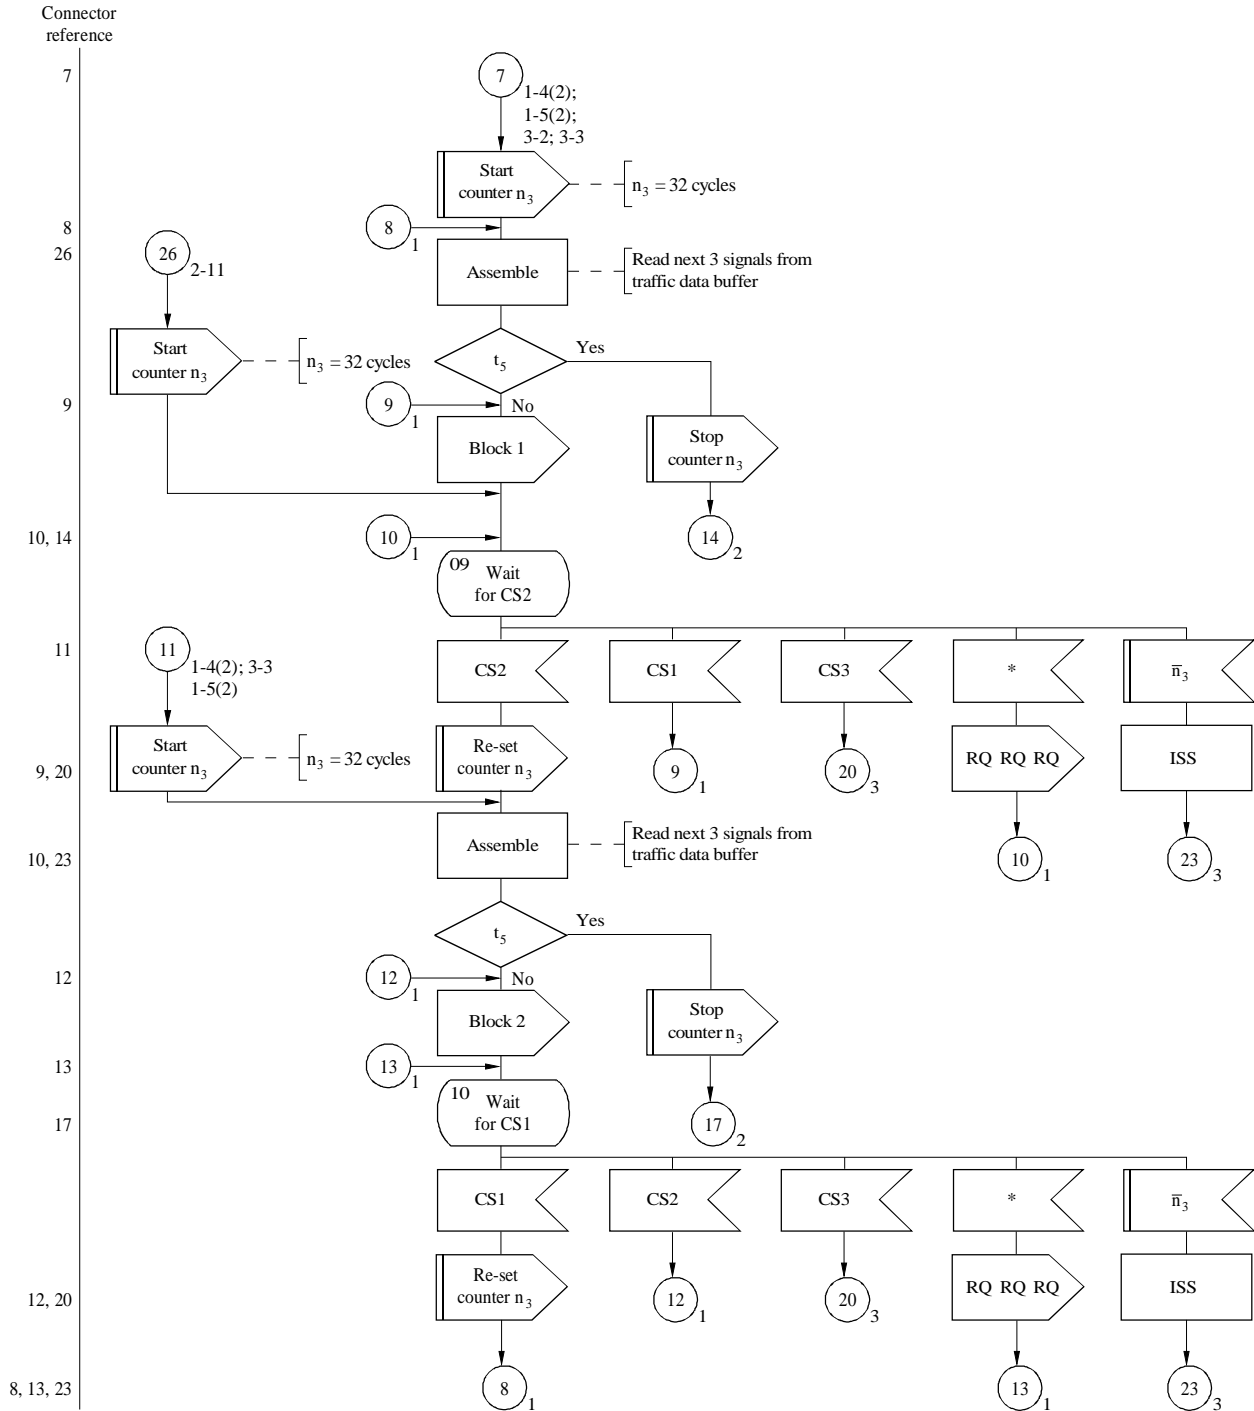 Connector
reference
7
7
1-4(2);
1-5(2);
3-2; 3-3
Start
counter n3
n3 = 32 cycles
8
8
1
26
26
2-11
Assemble
Read next 3 signals from
traffic data buffer
Start
counter n3
n3 = 32 cycles
t5
Yes
9
9
1
No
Block 1
Stop
counter n3
10, 14
10
1
14
2
09
Wait
for CS2
11
11
1-4(2); 3-3
1-5(2)
CS2
CS1
CS3
*
n̅3
Start
counter n3
n3 = 32 cycles
Re-set
counter n3
9, 20
9
1
20
3
RQ RQ RQ
ISS
Assemble
Read next 3 signals from
traffic data buffer
10, 23
10
1
23
3
t5
Yes
12
12
1
No
Block 2
Stop
counter n3
13
13
1
10
Wait
for CS1
17
17
2
CS1
CS2
CS3
*
n̅3
Re-set
counter n3
12, 20
12
1
20
3
RQ RQ RQ
ISS
8, 13, 23
8
1
13
1
23
3